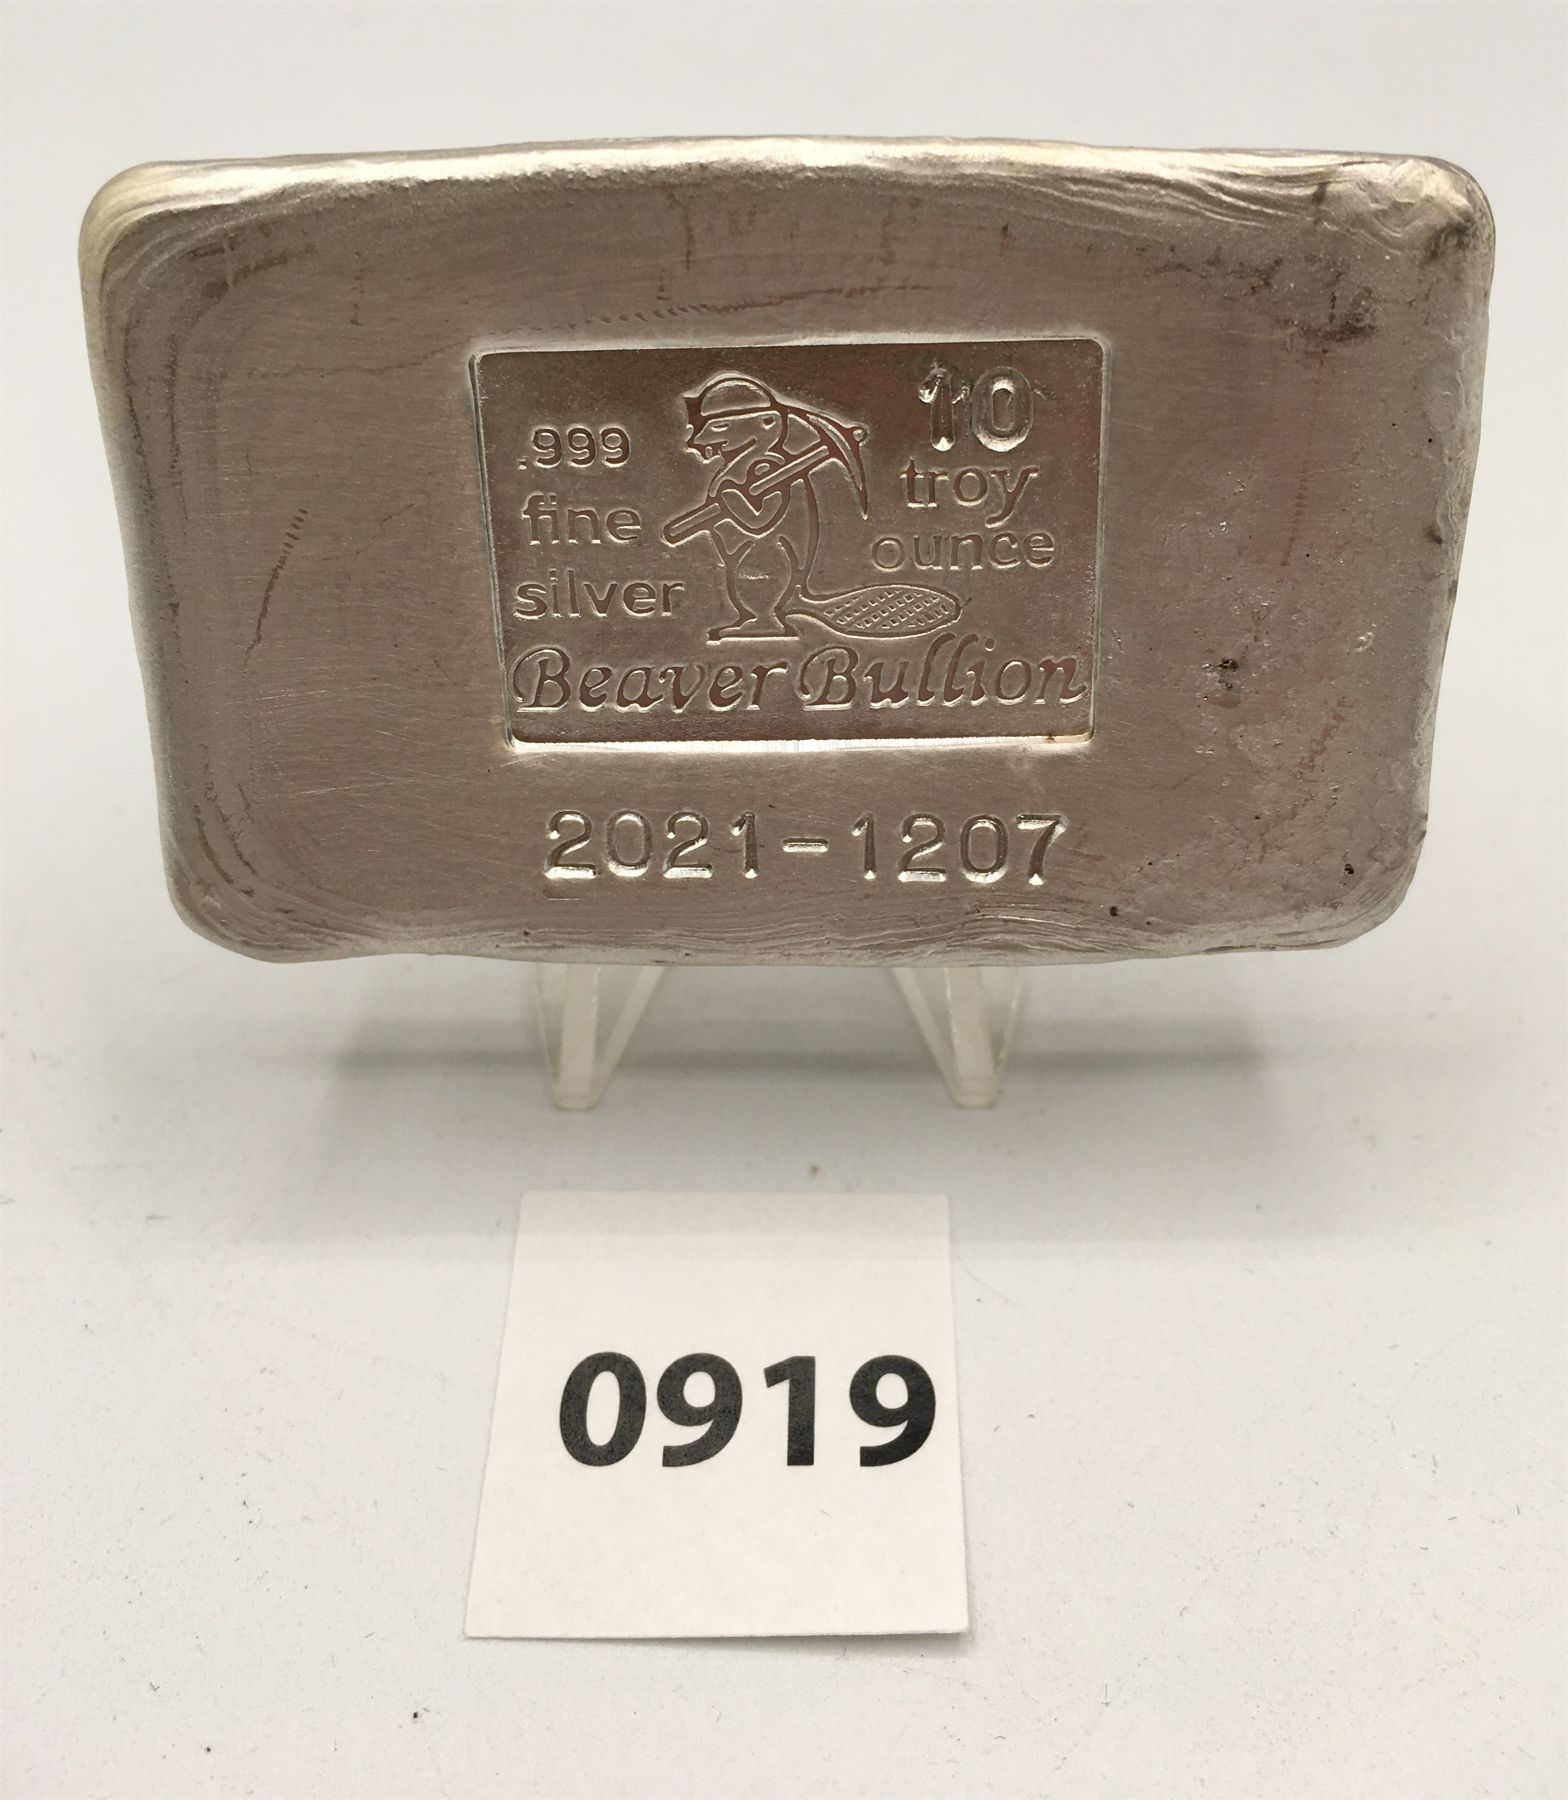 .999
fine
silver
10
troy
ounce
Beaver Bullion
2021-1207
0919